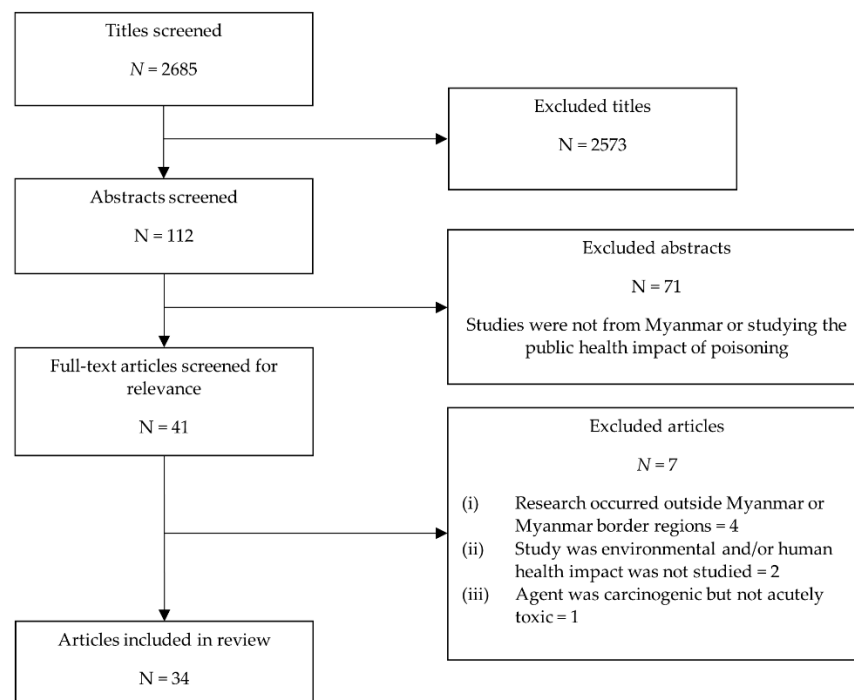 Titles screened
N = 2685
Excluded titles
N = 2573
Abstracts screened
N = 112
Excluded abstracts
N = 71
Studies were not from Myanmar or studying the
public health impact of poisoning
Full-text articles screened for
relevance
N = 41
Excluded articles
N = 7
(i) Research occurred outside Myanmar or
Myanmar border regions = 4
(ii) Study was environmental and/or human
health impact was not studied = 2
(iii) Agent was carcinogenic but not acutely
toxic = 1
Articles included in review
N = 34